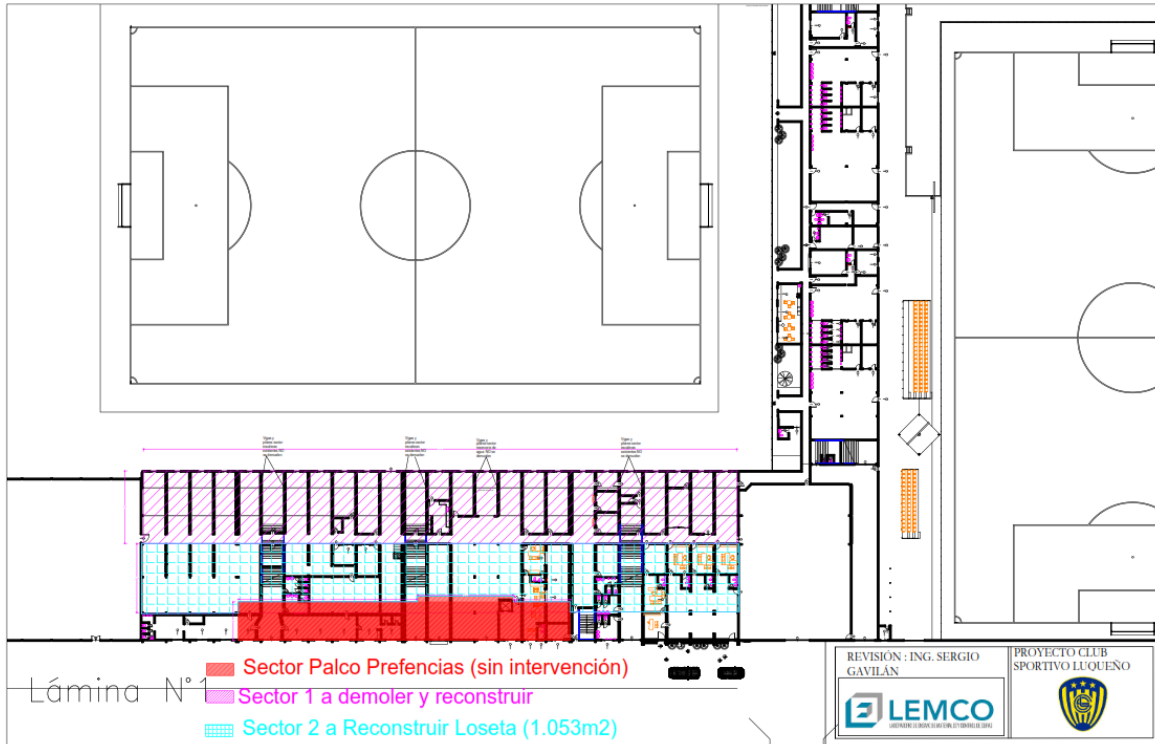 Sector Palco Prefencias (sin intervención)
Lámina N°1
Sector 1 a demoler y reconstruir
Sector 2 a Reconstruir Loseta (1.053m2)
REVISIÓN : ING. SERGIO
GAVILÁN
LEMCO
PROYECTO CLUB
SPORTIVO LUQUEÑO